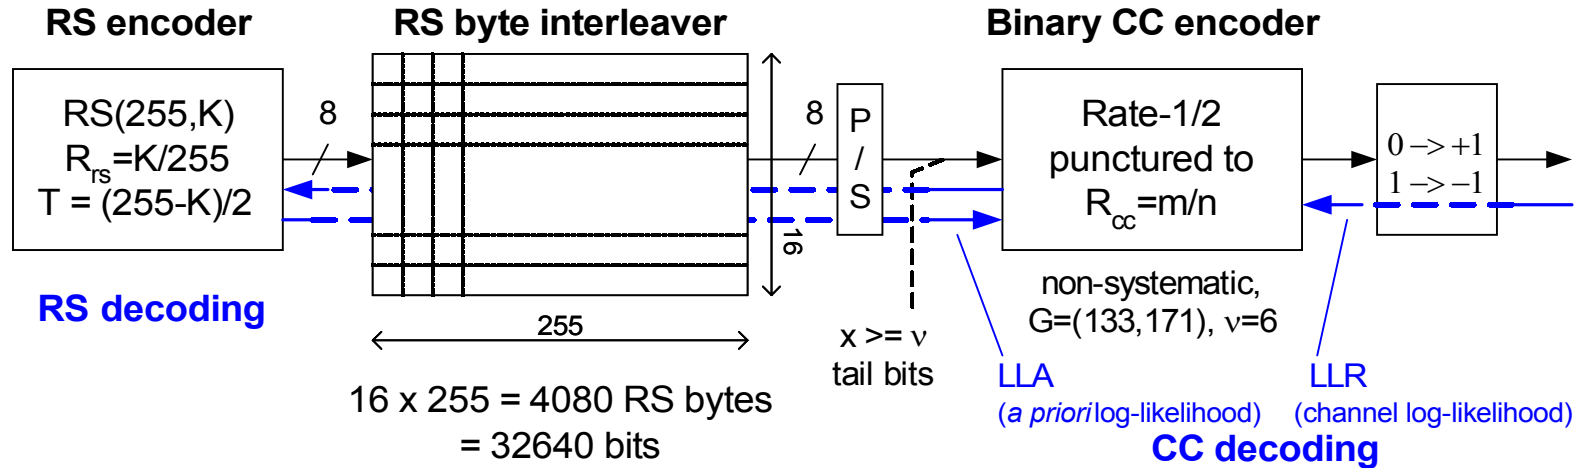 RS encoder
RS byte interleaver
Binary CC encoder
RS(255,K)
R_rs=K/255
T = (255-K)/2
8
8
P
/
S
16
255
Rate-1/2
punctured to
R_cc=m/n
0 –> +1
1 –> −1
RS decoding
16 x 255 = 4080 RS bytes
= 32640 bits
x >= ν
tail bits
non-systematic,
G=(133,171), ν=6
LLA
(a priori log-likelihood)
LLR
(channel log-likelihood)
CC decoding